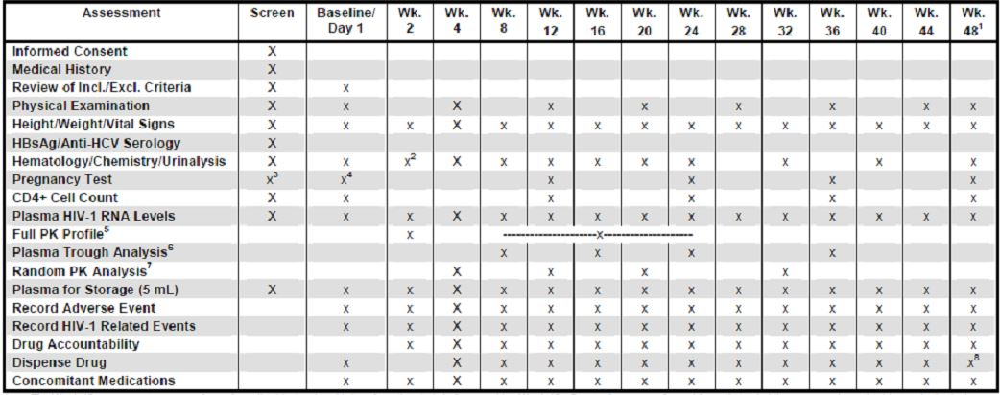 Assessment Screen Baseline/ Wk. Wk. Wk. Wk. Wk. Wk. Wk. Wk. Wk. Wk. Wk. Wk. Wk.
Day 1 2 4 8 12 16 20 24 28 32 36 40 44 48¹
Informed Consent X
Medical History X
Review of Incl./Excl. Criteria X x
Physical Examination X x X x x x x x x
Height/Weight/Vital Signs X x x X x x x x x x x x x x x
HBsAg/Anti-HCV Serology X
Hematology/Chemistry/Urinalysis X x x² X x x x x x x x x
Pregnancy Test x³ x⁴ x x x x
CD4+ Cell Count X x x x x x
Plasma HIV-1 RNA Levels X x x X x x x x x x x x x x x
Full PK Profile⁵ x ----------------------x---------------------
Plasma Trough Analysis⁶ x x x x
Random PK Analysis⁷ X x x x
Plasma for Storage (5 mL) X x x X x x x x x x x x x x x
Record Adverse Event x x X x x x x x x x x x x x
Record HIV-1 Related Events x x X x x x x x x x x x x x
Drug Accountability x X x x x x x x x x x x x
Dispense Drug x X x x x x x x x x x x x⁸
Concomitant Medications x x X x x x x x x x x x x x